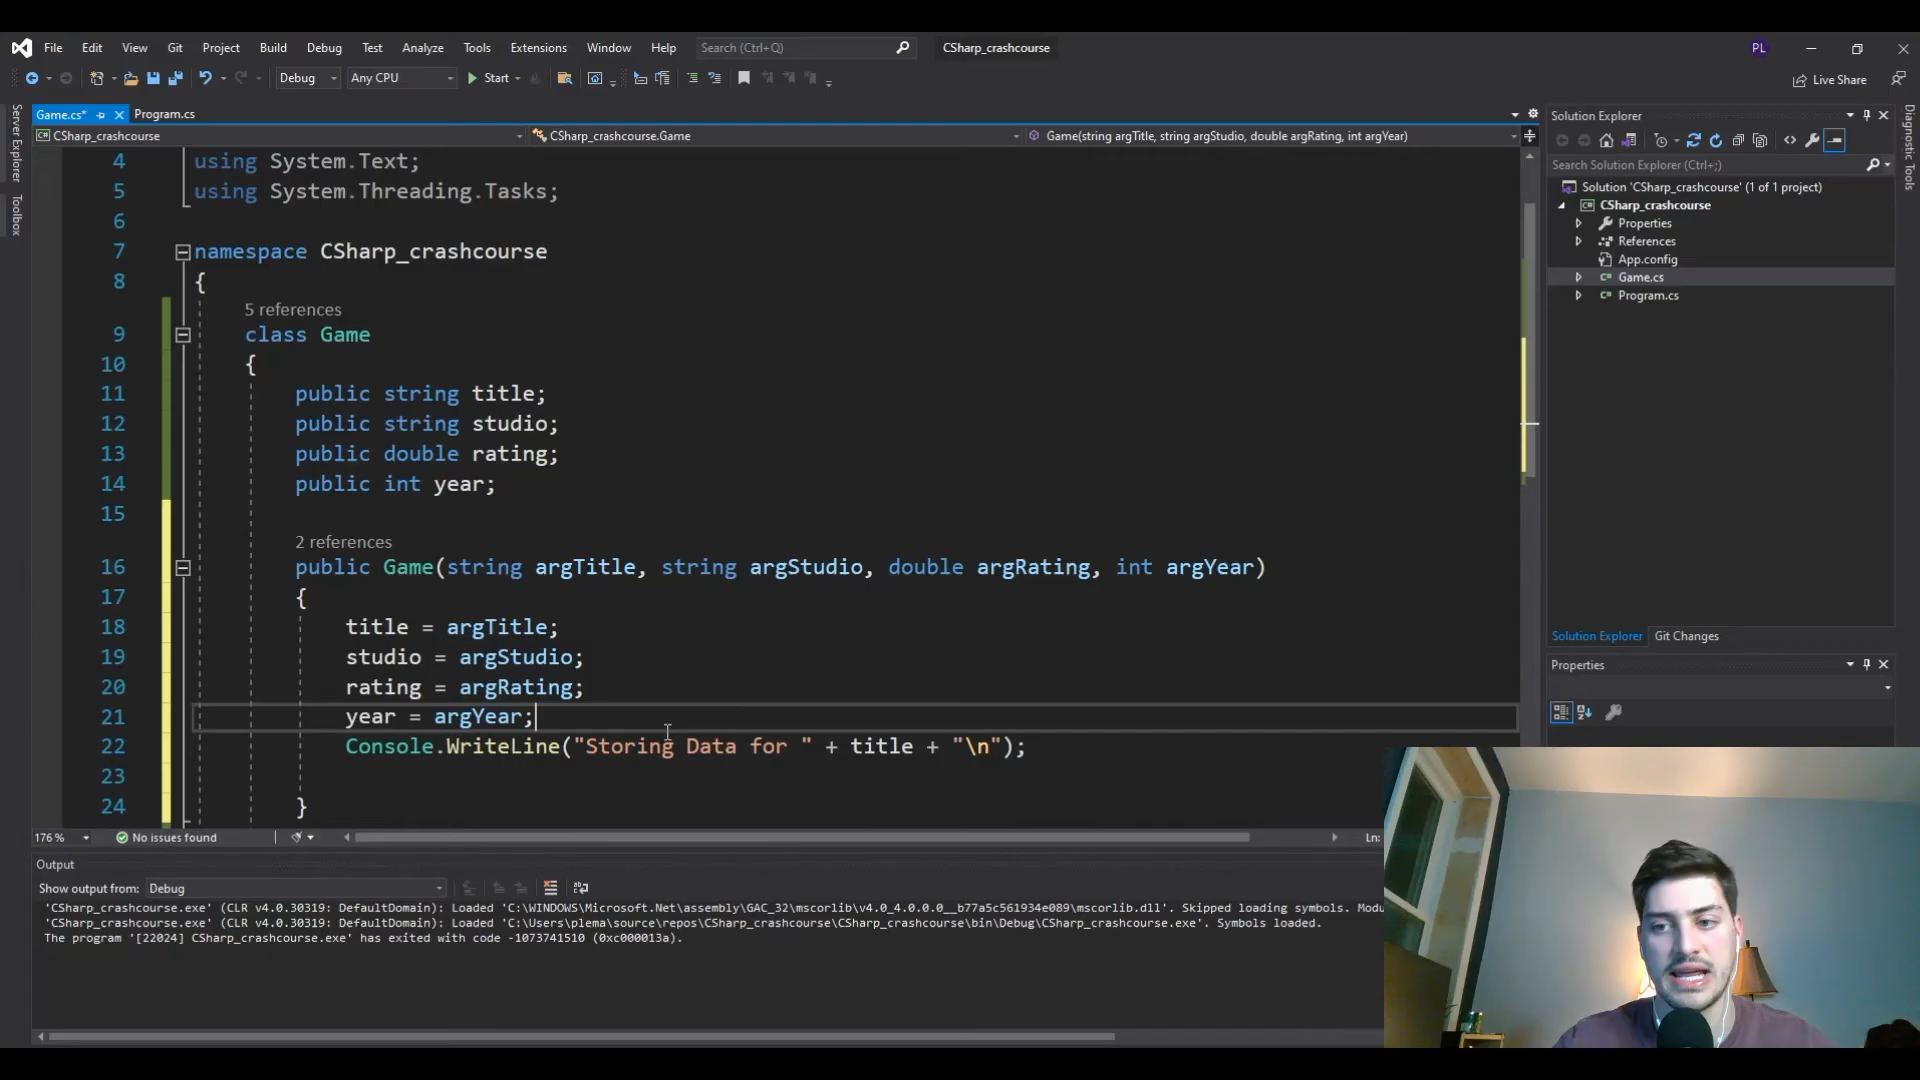 File Edit View Git Project Build Debug Test Analyze Tools Extensions Window Help Search (Ctrl+Q) CSharp_crashcourse PL
Debug Any CPU Start Live Share
Server Explorer
Toolbox
Diagnostic Tools
Game.cs* Program.cs
CSharp_crashcourse CSharp_crashcourse.Game Game(string argTitle, string argStudio, double argRating, int argYear)
4 using System.Text;
5 using System.Threading.Tasks;
6
7 namespace CSharp_crashcourse
8 {
5 references
9 class Game
10 {
11 public string title;
12 public string studio;
13 public double rating;
14 public int year;
15
2 references
16 public Game(string argTitle, string argStudio, double argRating, int argYear)
17 {
18 title = argTitle;
19 studio = argStudio;
20 rating = argRating;
21 year = argYear;
22 Console.WriteLine("Storing Data for " + title + "\n");
23
24 }
176 % No issues found Ln:
Output
Show output from: Debug
'CSharp_crashcourse.exe' (CLR v4.0.30319: DefaultDomain): Loaded 'C:\WINDOWS\Microsoft.Net\assembly\GAC_32\mscorlib\v4.0_4.0.0.0__b77a5c561934e089\mscorlib.dll'. Skipped loading symbols. Modu
'CSharp_crashcourse.exe' (CLR v4.0.30319: DefaultDomain): Loaded 'C:\Users\plema\source\repos\CSharp_crashcourse\CSharp_crashcourse\bin\Debug\CSharp_crashcourse.exe'. Symbols loaded.
The program '[22024] CSharp_crashcourse.exe' has exited with code -1073741510 (0xc000013a).
Solution Explorer
Search Solution Explorer (Ctrl+;)
Solution 'CSharp_crashcourse' (1 of 1 project)
CSharp_crashcourse
Properties
References
App.config
Game.cs
Program.cs
Solution Explorer Git Changes
Properties